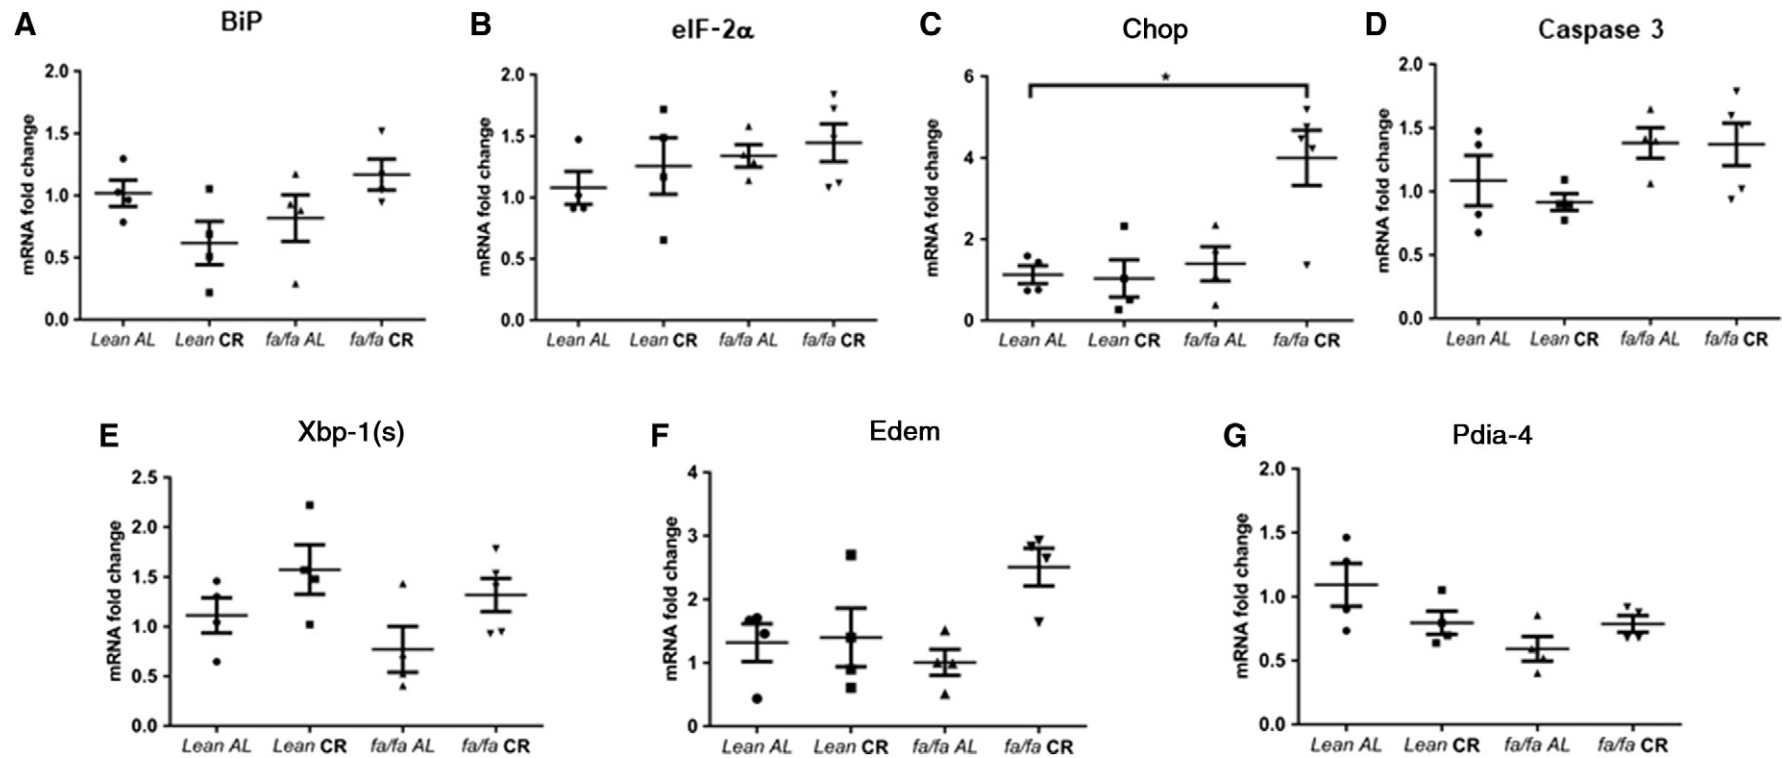 A BiP
mRNA fold change
2.0
1.5
1.0
0.5
0.0
Lean AL Lean CR fa/fa AL fa/fa CR
B eIF-2α
mRNA fold change
2.0
1.5
1.0
0.5
0.0
Lean AL Lean CR fa/fa AL fa/fa CR
C Chop
mRNA fold change
6
4
2
0
*
Lean AL Lean CR fa/fa AL fa/fa CR
D Caspase 3
mRNA fold change
2.0
1.5
1.0
0.5
0.0
Lean AL Lean CR fa/fa AL fa/fa CR
E Xbp-1(s)
mRNA fold change
2.5
2.0
1.5
1.0
0.5
0.0
Lean AL Lean CR fa/fa AL fa/fa CR
F Edem
mRNA fold change
4
3
2
1
0
Lean AL Lean CR fa/fa AL fa/fa CR
G Pdia-4
mRNA fold change
2.0
1.5
1.0
0.5
0.0
Lean AL Lean CR fa/fa AL fa/fa CR